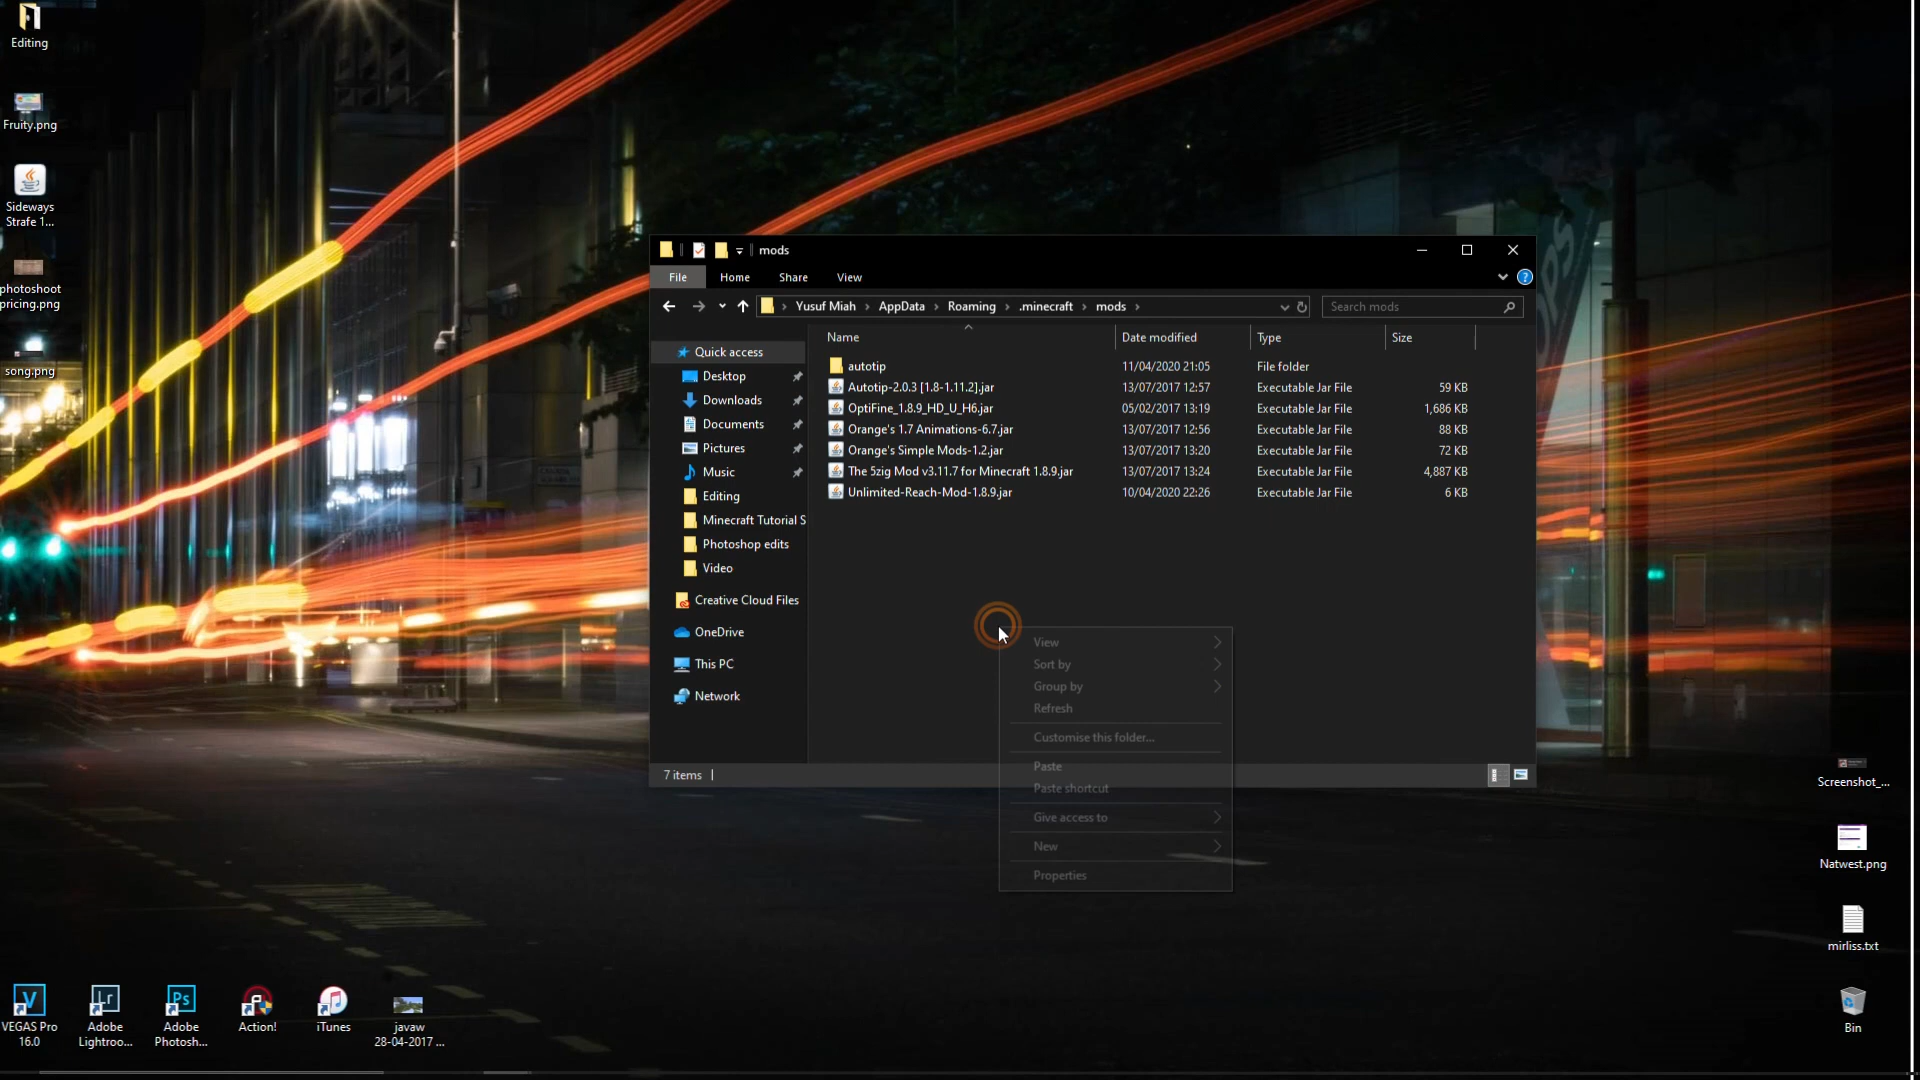 Editing
Fruity.png
Sideways
Strafe 1...
photoshoot
pricing.png
song.png
mods
File
Home
Share
View
Yusuf Miah
AppData
Roaming
.minecraft
mods
Search mods
Name
Date modified
Type
Size
Quick access
Desktop
Downloads
Documents
Pictures
Music
Editing
Minecraft Tutorial S
Photoshop edits
Video
Creative Cloud Files
OneDrive
This PC
Network
autotip 11/04/2020 21:05 File folder
Autotip-2.0.3 [1.8-1.11.2].jar 13/07/2017 12:57 Executable Jar File 59 KB
OptiFine_1.8.9_HD_U_H6.jar 05/02/2017 13:19 Executable Jar File 1,686 KB
Orange's 1.7 Animations-6.7.jar 13/07/2017 12:56 Executable Jar File 88 KB
Orange's Simple Mods-1.2.jar 13/07/2017 13:20 Executable Jar File 72 KB
The 5zig Mod v3.11.7 for Minecraft 1.8.9.jar 13/07/2017 13:24 Executable Jar File 4,887 KB
Unlimited-Reach-Mod-1.8.9.jar 10/04/2020 22:26 Executable Jar File 6 KB
View
Sort by
Group by
Refresh
Customise this folder...
Paste
Paste shortcut
Give access to
New
Properties
7 items
Screenshot_...
Natwest.png
mirliss.txt
Bin
VEGAS Pro
16.0
Adobe
Lightroo...
Adobe
Photosh...
Action!
iTunes
javaw
28-04-2017 ...